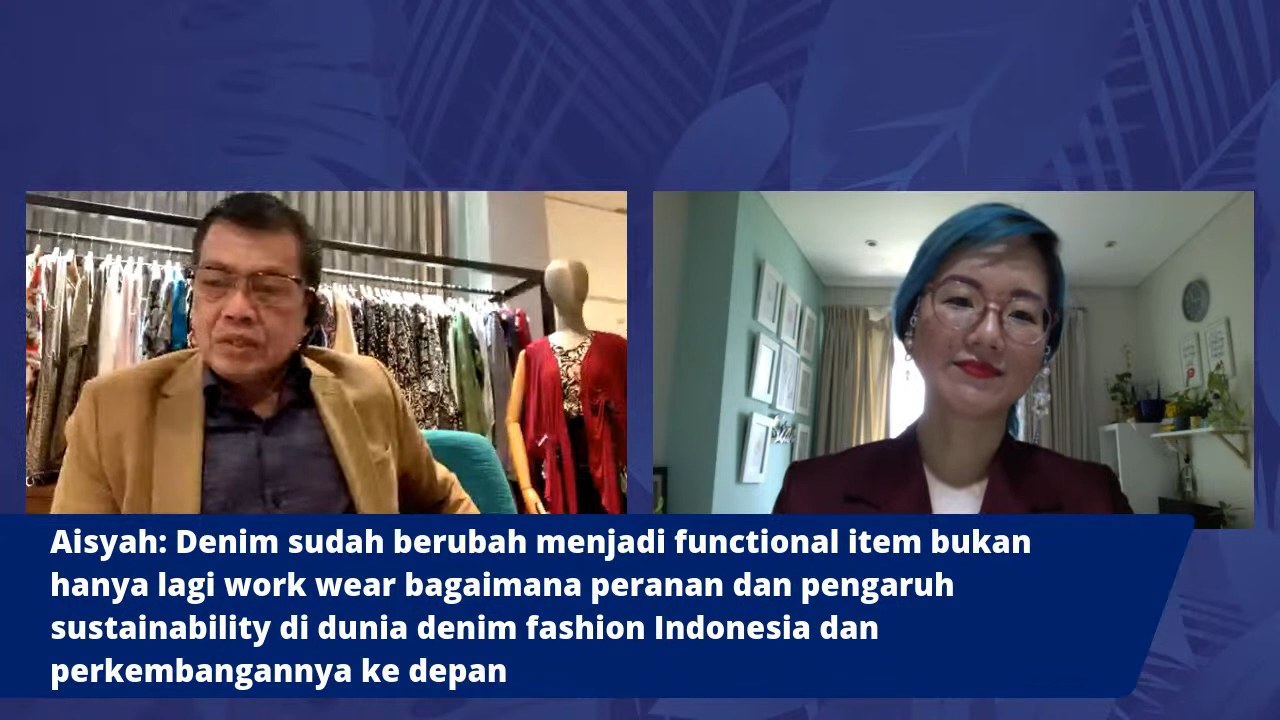 Aisyah: Denim sudah berubah menjadi functional item bukan
hanya lagi work wear bagaimana peranan dan pengaruh
sustainability di dunia denim fashion Indonesia dan
perkembangannya ke depan